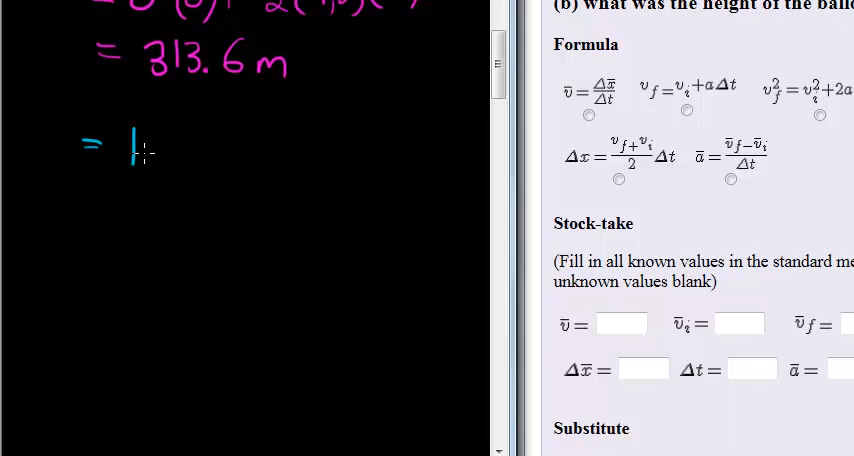 = 313.6 m
= 1
(b) what was the height of the ballo
Formula
v̄ = Δx̄/Δt v_f = v_i + aΔt v_f² = v_i² + 2a
Δx = (v_f + v_i)/2 Δt ā = (v̄_f − v̄_i)/Δt
Stock-take
(Fill in all known values in the standard me
unknown values blank)
v̄ = v̄_i = v̄_f =
Δx̄ = Δt = ā =
Substitute